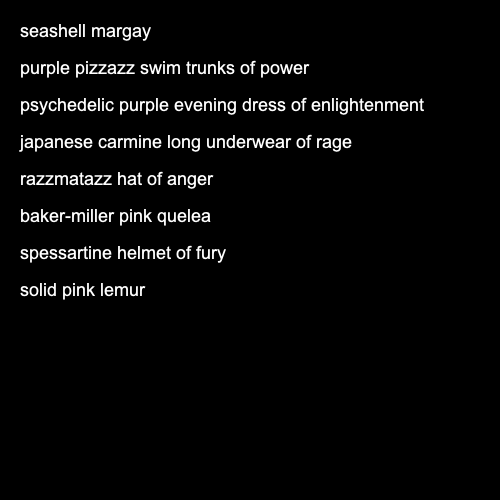 seashell margay
purple pizzazz swim trunks of power
psychedelic purple evening dress of enlightenment
japanese carmine long underwear of rage
razzmatazz hat of anger
baker-miller pink quelea
spessartine helmet of fury
solid pink lemur